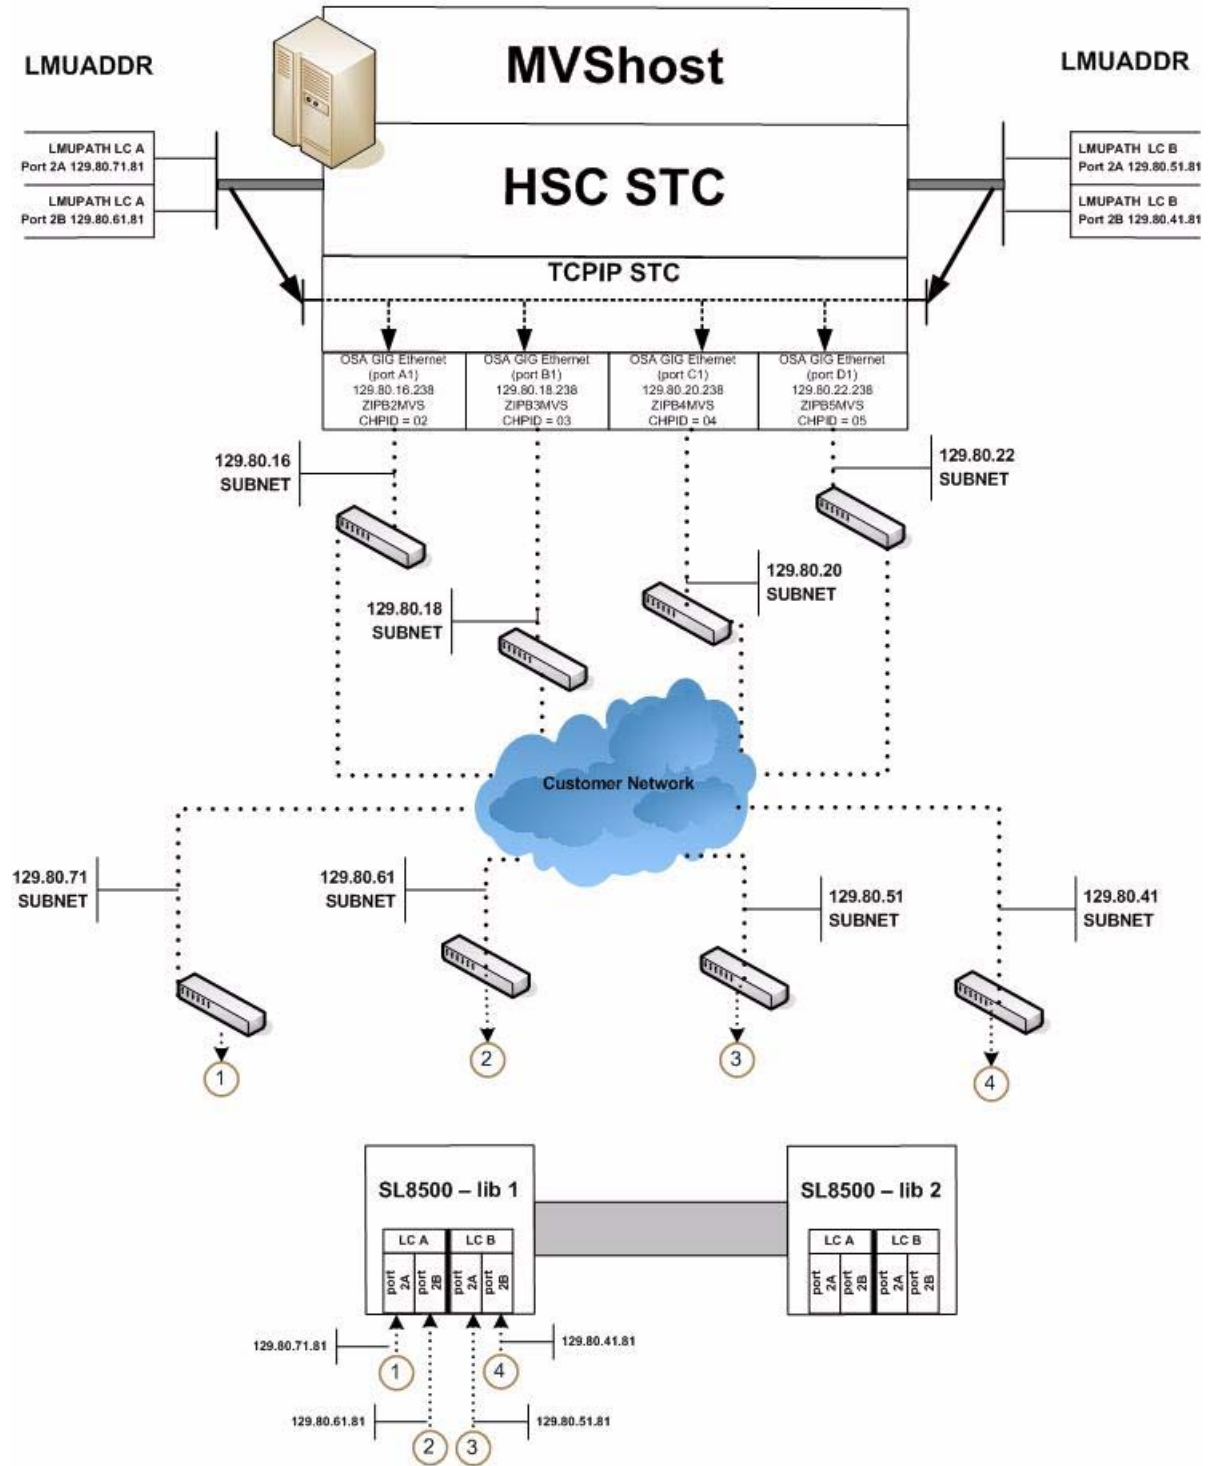 MVShost
LMUADDR
LMUADDR
LMUPATH LC A
Port 2A 129.80.71.81
LMUPATH LC A
Port 2B 129.80.61.81
HSC STC
LMUPATH LC B
Port 2A 129.80.51.81
LMUPATH LC B
Port 2B 129.80.41.81
TCPIP STC
OSA GIG Ethernet
(port A1)
129.80.16.238
ZIPB2MVS
CHPID = 02
OSA GIG Ethernet
(port B1)
129.80.18.238
ZIPB3MVS
CHPID = 03
OSA GIG Ethernet
(port C1)
129.80.20.238
ZIPB4MVS
CHPID = 04
OSA GIG Ethernet
(port D1)
129.80.22.238
ZIPB5MVS
CHPID = 05
129.80.16
SUBNET
129.80.22
SUBNET
129.80.18
SUBNET
129.80.20
SUBNET
Customer Network
129.80.71
SUBNET
129.80.61
SUBNET
129.80.51
SUBNET
129.80.41
SUBNET
1
2
3
4
SL8500 – lib 1
LC A
LC B
port 2A
port 2B
port 2A
port 2B
SL8500 – lib 2
LC A
LC B
port 2A
port 2B
port 2A
port 2B
129.80.71.81
1
4
129.80.41.81
129.80.61.81
2
3
129.80.51.81